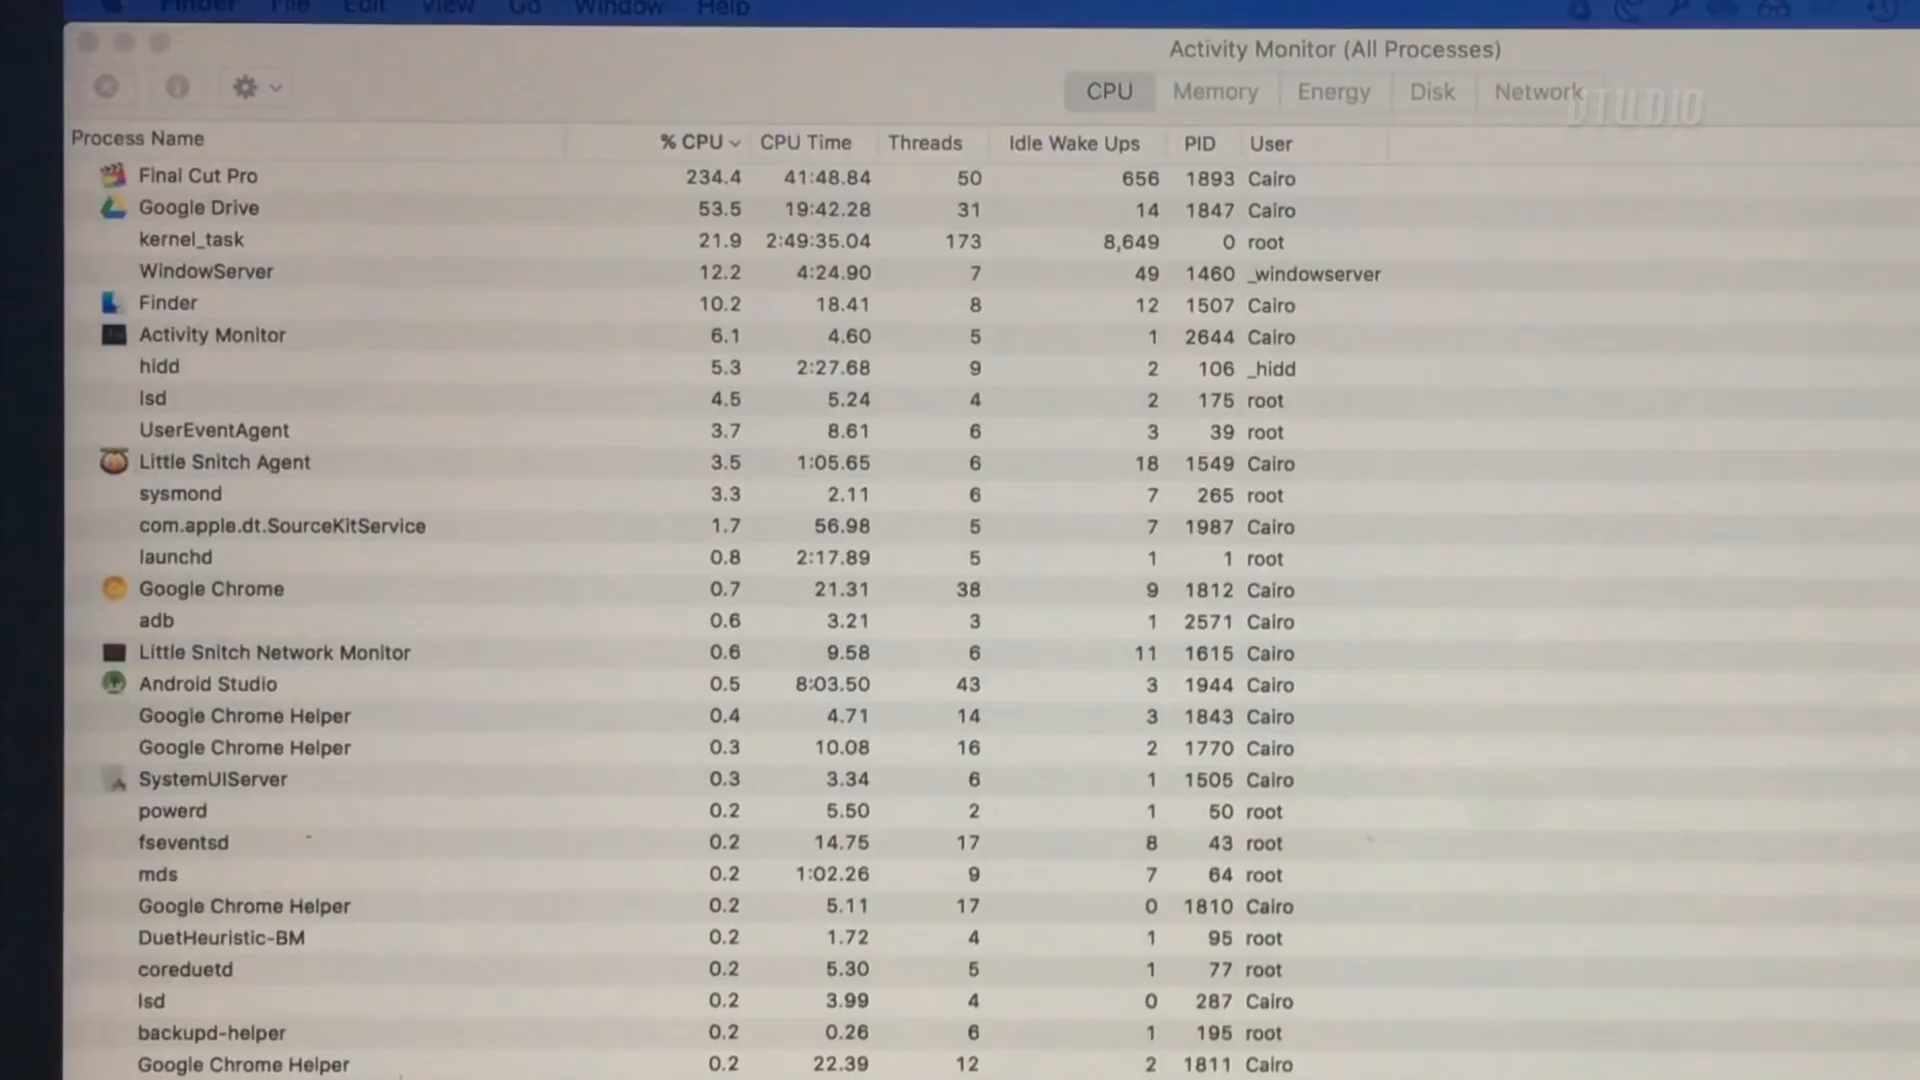 Finder File Edit View Go Window Help
Activity Monitor (All Processes)
CPU Memory Energy Disk Network
Process Name % CPU CPU Time Threads Idle Wake Ups PID User
Final Cut Pro 234.4 41:48.84 50 656 1893 Cairo
Google Drive 53.5 19:42.28 31 14 1847 Cairo
kernel_task 21.9 2:49:35.04 173 8,649 0 root
WindowServer 12.2 4:24.90 7 49 1460 _windowserver
Finder 10.2 18.41 8 12 1507 Cairo
Activity Monitor 6.1 4.60 5 1 2644 Cairo
hidd 5.3 2:27.68 9 2 106 _hidd
lsd 4.5 5.24 4 2 175 root
UserEventAgent 3.7 8.61 6 3 39 root
Little Snitch Agent 3.5 1:05.65 6 18 1549 Cairo
sysmond 3.3 2.11 6 7 265 root
com.apple.dt.SourceKitService 1.7 56.98 5 7 1987 Cairo
launchd 0.8 2:17.89 5 1 1 root
Google Chrome 0.7 21.31 38 9 1812 Cairo
adb 0.6 3.21 3 1 2571 Cairo
Little Snitch Network Monitor 0.6 9.58 6 11 1615 Cairo
Android Studio 0.5 8:03.50 43 3 1944 Cairo
Google Chrome Helper 0.4 4.71 14 3 1843 Cairo
Google Chrome Helper 0.3 10.08 16 2 1770 Cairo
SystemUIServer 0.3 3.34 6 1 1505 Cairo
powerd 0.2 5.50 2 1 50 root
fseventsd 0.2 14.75 17 8 43 root
mds 0.2 1:02.26 9 7 64 root
Google Chrome Helper 0.2 5.11 17 0 1810 Cairo
DuetHeuristic-BM 0.2 1.72 4 1 95 root
coreduetd 0.2 5.30 5 1 77 root
lsd 0.2 3.99 4 0 287 Cairo
backupd-helper 0.2 0.26 6 1 195 root
Google Chrome Helper 0.2 22.39 12 2 1811 Cairo